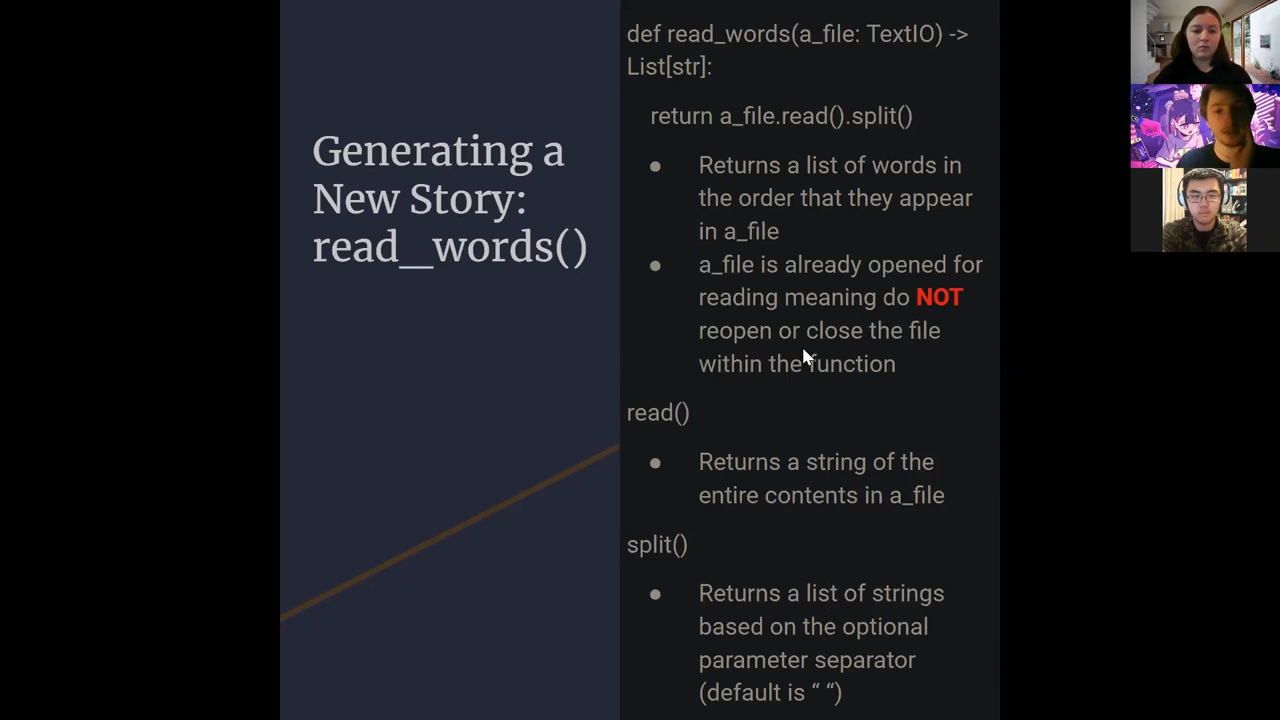 Generating a
New Story:
read_words()
def read_words(a_file: TextIO) ->
List[str]:
return a_file.read().split()
● Returns a list of words in
the order that they appear
in a_file
● a_file is already opened for
reading meaning do NOT
reopen or close the file
within the function
read()
● Returns a string of the
entire contents in a_file
split()
● Returns a list of strings
based on the optional
parameter separator
(default is “ “)